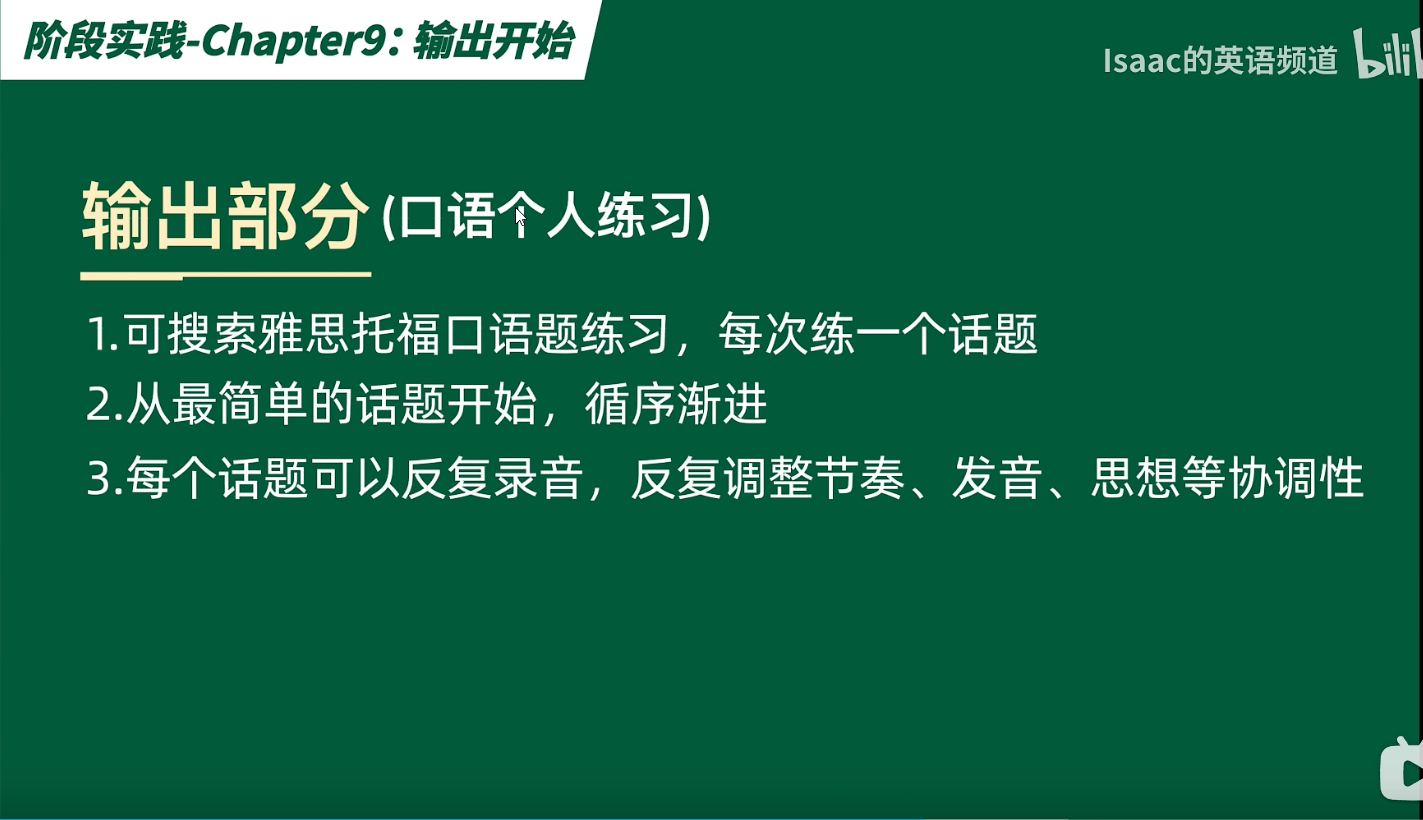 阶段实践-Chapter9：输出开始
Isaac的英语频道
输出部分(口语个人练习)
1.可搜索雅思托福口语题练习，每次练一个话题
2.从最简单的话题开始，循序渐进
3.每个话题可以反复录音，反复调整节奏、发音、思想等协调性